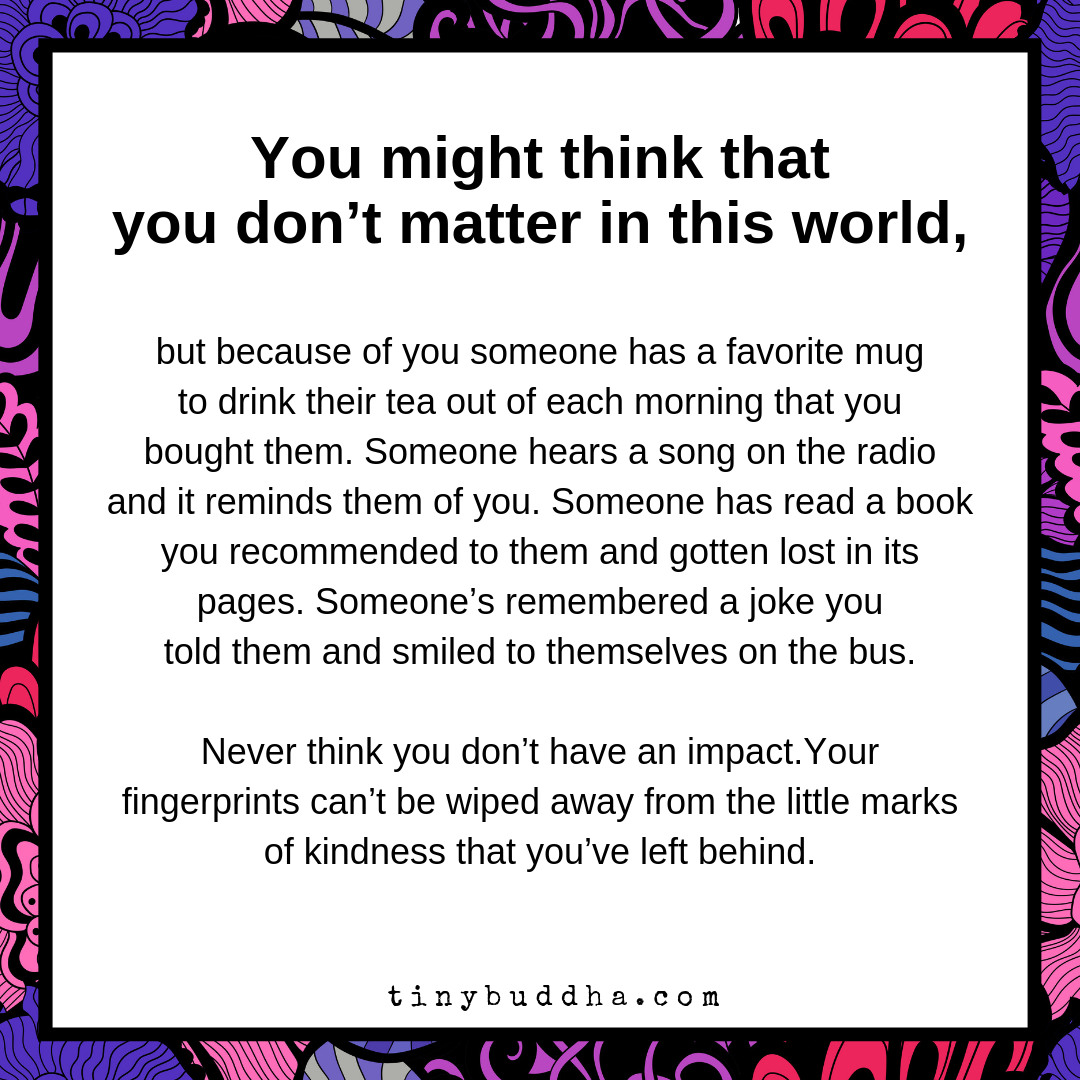 You might think that
you don’t matter in this world,
but because of you someone has a favorite mug
to drink their tea out of each morning that you
bought them. Someone hears a song on the radio
and it reminds them of you. Someone has read a book
you recommended to them and gotten lost in its
pages. Someone’s remembered a joke you
told them and smiled to themselves on the bus.
Never think you don’t have an impact.Your
fingerprints can’t be wiped away from the little marks
of kindness that you’ve left behind.
tinybuddha.com